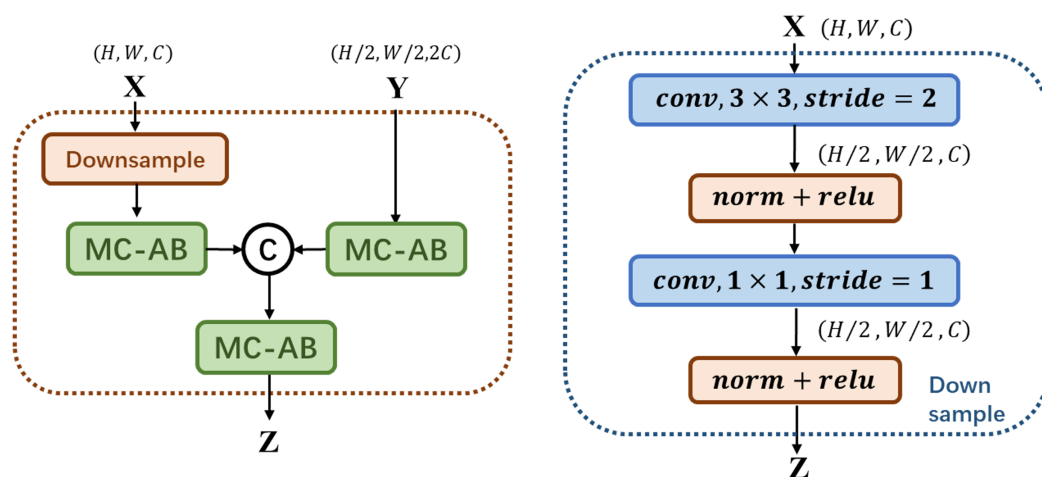 (H, W, C)
X
(H/2, W/2,2C)
Y
Downsample
MC-AB
C
MC-AB
MC-AB
Z
X (H, W, C)
conv, 3 × 3, stride = 2
(H/2, W/2, C)
norm + relu
conv, 1 × 1, stride = 1
(H/2, W/2, C)
norm + relu
Down
sample
Z